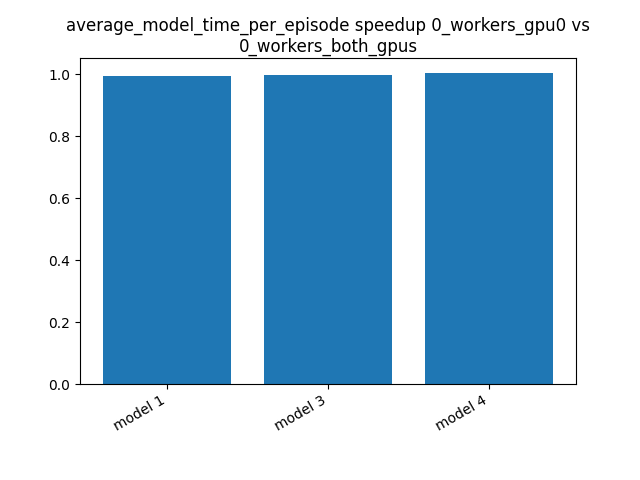 average_model_time_per_episode speedup 0_workers_gpu0 vs
0_workers_both_gpus
1.0
0.8
0.6
0.4
0.2
0.0
model 1
model 3
model 4